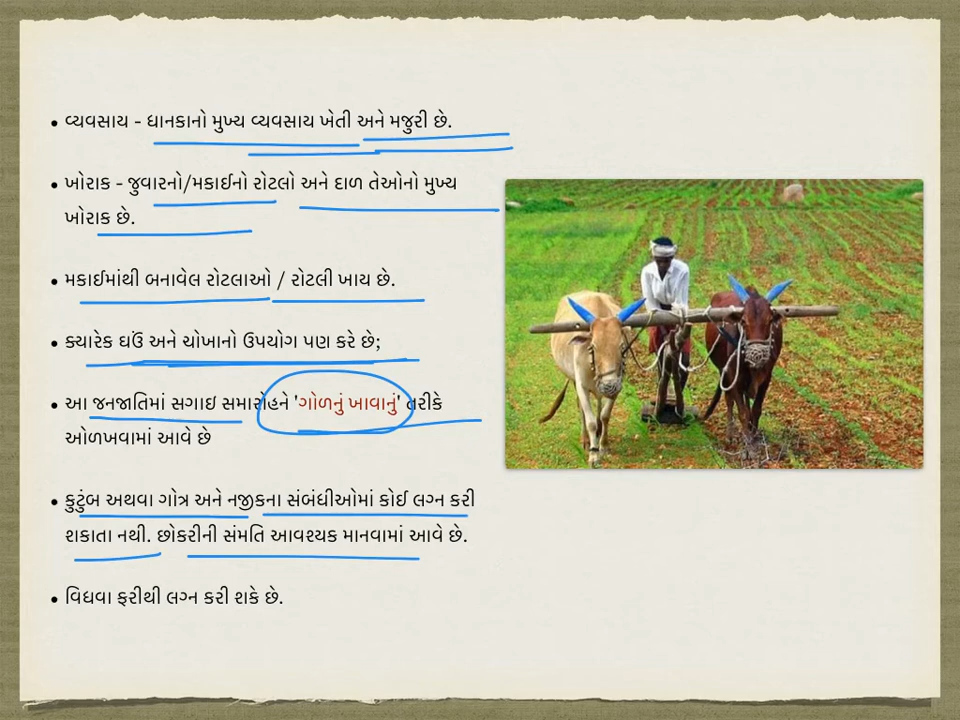 • વ્યવસાય - ધાનકાનો મુખ્ય વ્યવસાય ખેતી અને મજુરી છે.
• ખોરાક - જુવારનો/મકાઈનો રોટલો અને દાળ તેઓનો મુખ્ય
ખોરાક છે.
• મકાઈમાંથી બનાવેલ રોટલાઓ / રોટલી ખાય છે.
• ક્યારેક ઘઉં અને ચોખાનો ઉપયોગ પણ કરે છે;
• આ જનજાતિમાં સગાઇ સમારોહને 'ગોળનું ખાવાનું' તરીકે
ઓળખવામાં આવે છે
• કુટુંબ અથવા ગોત્ર અને નજીકના સંબંધીઓમાં કોઈ લગ્ન કરી
શકાતા નથી. છોકરીની સંમતિ આવશ્યક માનવામાં આવે છે.
• વિધવા ફરીથી લગ્ન કરી શકે છે.